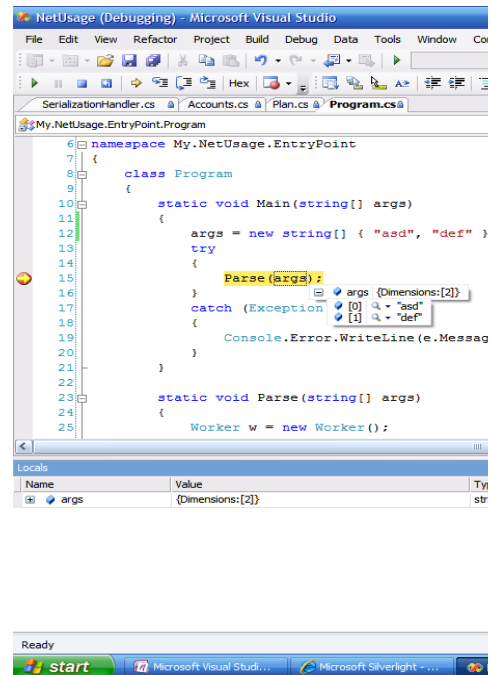 NetUsage (Debugging) - Microsoft Visual Studio
File Edit View Refactor Project Build Debug Data Tools Window
Hex
SerializationHandler.cs Accounts.cs Plan.cs Program.cs
My.NetUsage.EntryPoint.Program
6 namespace My.NetUsage.EntryPoint
7 {
8 class Program
9 {
10 static void Main(string[] args)
11 {
12 args = new string[] { "asd", "def" }
13 try
14 {
15 Parse(args);
16 } args {Dimensions:[2]}
17 catch (Exception [0] "asd"
18 { [1] "def"
19 Console.Error.WriteLine(e.Messag
20 }
21 }
22
23 static void Parse(string[] args)
24 {
25 Worker w = new Worker();
Locals
Name Value Ty
args {Dimensions:[2]} str
Ready
start Microsoft Visual Studi... Microsoft Silverlight - ...